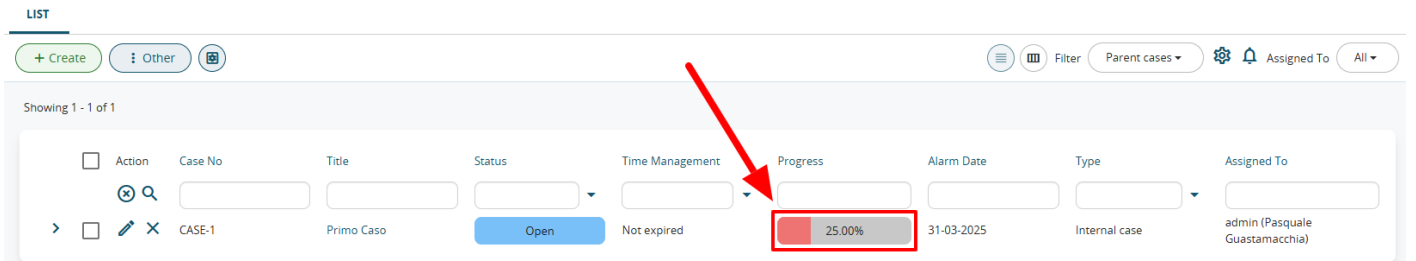 LIST
+ Create
Other
Filter
Parent cases
Assigned To
All
Showing 1 - 1 of 1
Action Case No Title Status Time Management Progress Alarm Date Type Assigned To
CASE-1 Primo Caso Open Not expired 25.00% 31-03-2025 Internal case admin (Pasquale
Guastamacchia)